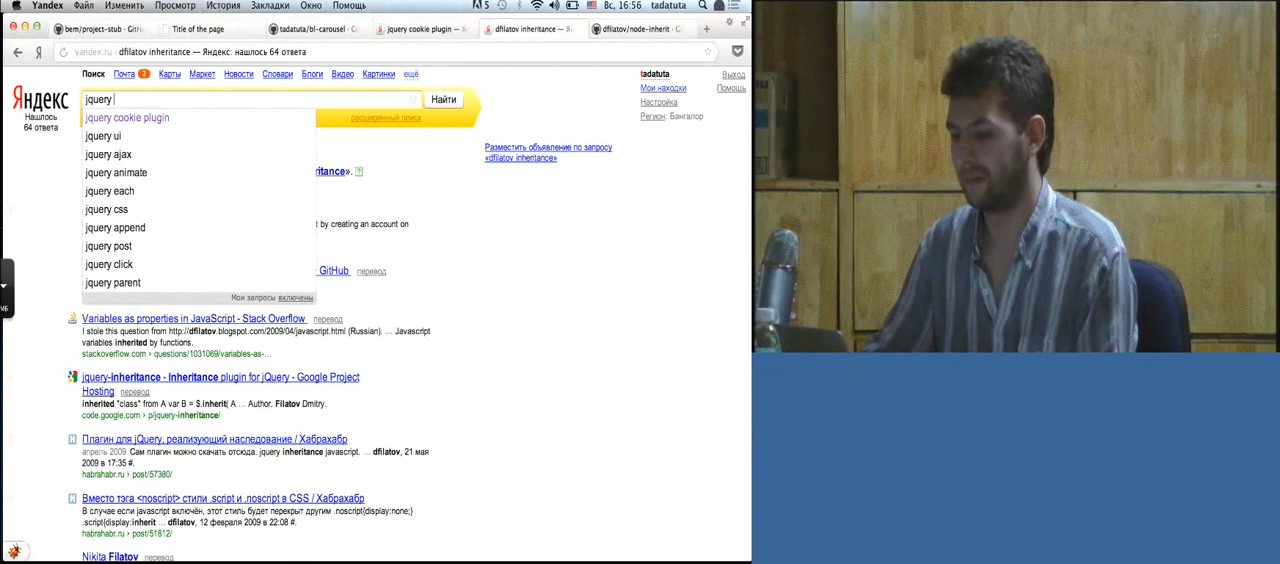 Yandex Файл Правка Просмотр История Закладки Окно Помощь
5 Вс, 16:56 tadatuta
bem/project-stub · GitHu
Title of the page
tadatuta/bl-carousel · GitH
jquery cookie plugin — Я
dfilatov inheritance — Ян
dfilatov/node-inherit · Git
yandex.ru dfilatov inheritance — Яндекс: нашлось 64 ответа
Поиск Почта 2 Карты Маркет Новости Словари Блоги Видео Картинки ещё
tadatuta Выход
Мои находки Помощь
Настройка
Регион: Бангалор
Яндекс
Нашлось
64 ответа
jquery
Найти
расширенный поиск
jquery cookie plugin
jquery ui
jquery ajax
jquery animate
jquery each
jquery css
jquery append
jquery post
jquery click
jquery parent
Мои запросы включены
Разместить объявление по запросу
«dfilatov inheritance»
ritance». ?
t by creating an account on
GitHub перевод
Variables as properties in JavaScript - Stack Overflow перевод
I stole this question from http://dfilatov.blogspot.com/2009/04/javascript.html (Russian). ... Javascript
variables inherited by functions.
stackoverflow.com › questions/1031069/variables-as-...
jquery-inheritance - Inheritance plugin for jQuery - Google Project
Hosting перевод
inherited "class" from A var B = $.inherit( A ... Author. Filatov Dmitry.
code.google.com › p/jquery-inheritance/
Плагин для jQuery, реализующий наследование / Хабрахабр
апрель 2009 Сам плагин можно скачать отсюда. jquery inheritance javascript. ... dfilatov, 21 мая
2009 в 17:35 #.
habrahabr.ru › post/57380/
Вместо тэга <noscript> стили .script и .noscript в CSS / Хабрахабр
В случае если javascript включён, этот стиль будет перекрыт другим .noscript{display:none;}
.script{display:inherit ... dfilatov, 12 февраля 2009 в 22:08 #.
habrahabr.ru › post/51812/
Nikita Filatov перевод
МБ